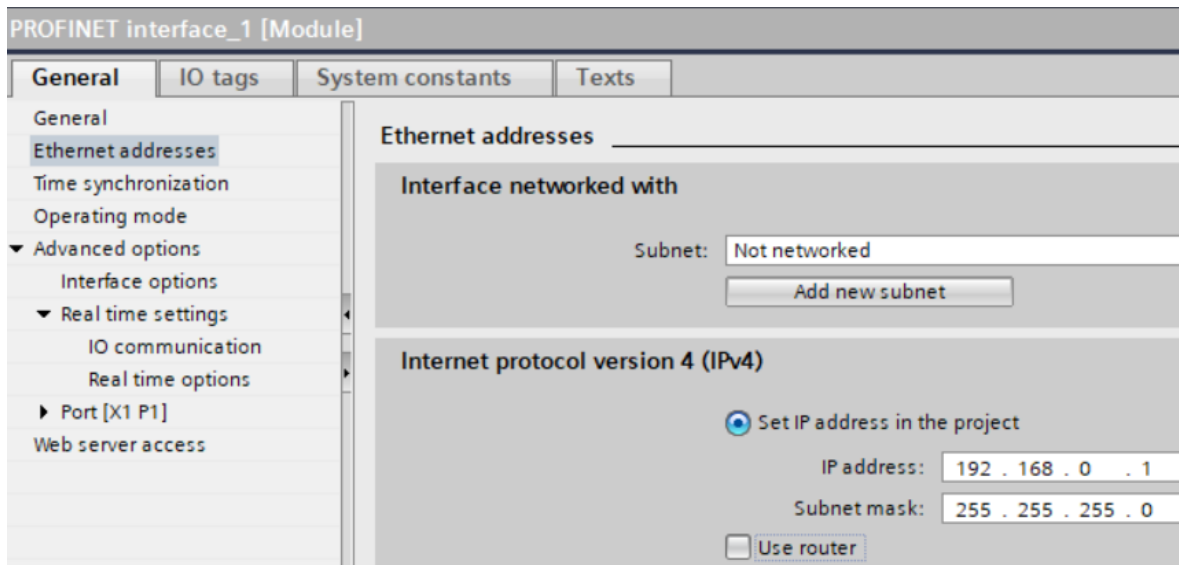 PROFINET interface_1 [Module]
General IO tags System constants Texts
General
Ethernet addresses
Time synchronization
Operating mode
Advanced options
Interface options
Real time settings
IO communication
Real time options
Port [X1 P1]
Web server access
Ethernet addresses
Interface networked with
Subnet: Not networked
Add new subnet
Internet protocol version 4 (IPv4)
Set IP address in the project
IP address: 192 . 168 . 0 . 1
Subnet mask: 255 . 255 . 255 . 0
Use router